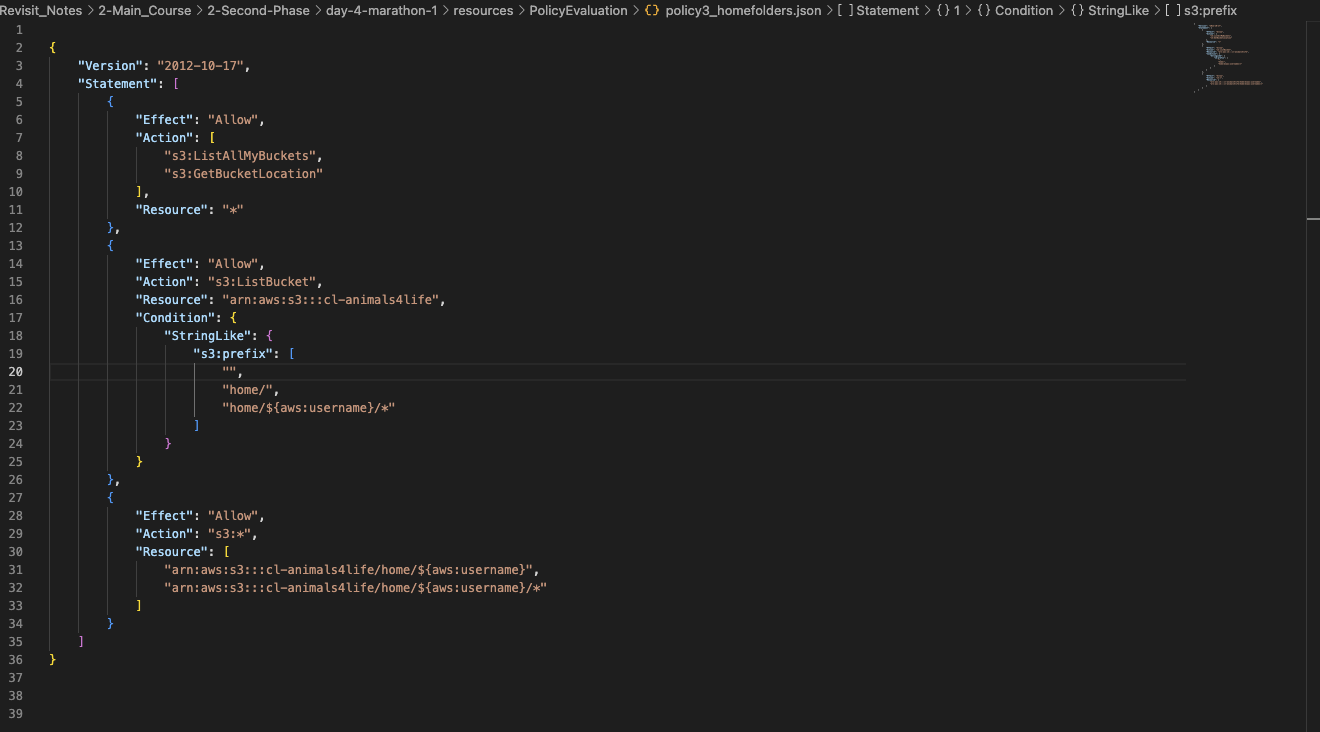 Revisit_Notes > 2-Main_Course > 2-Second-Phase > day-4-marathon-1 > resources > PolicyEvaluation > {} policy3_homefolders.json > [ ] Statement > {} 1 > {} Condition > {} StringLike > [ ] s3:prefix
1
2 {
3     "Version": "2012-10-17",
4     "Statement": [
5         {
6             "Effect": "Allow",
7             "Action": [
8                 "s3:ListAllMyBuckets",
9                 "s3:GetBucketLocation"
10             ],
11             "Resource": "*"
12         },
13         {
14             "Effect": "Allow",
15             "Action": "s3:ListBucket",
16             "Resource": "arn:aws:s3:::cl-animals4life",
17             "Condition": {
18                 "StringLike": {
19                     "s3:prefix": [
20                         "",
21                         "home/",
22                         "home/${aws:username}/*"
23                     ]
24                 }
25             }
26         },
27         {
28             "Effect": "Allow",
29             "Action": "s3:*",
30             "Resource": [
31                 "arn:aws:s3:::cl-animals4life/home/${aws:username}",
32                 "arn:aws:s3:::cl-animals4life/home/${aws:username}/*"
33             ]
34         }
35     ]
36 }
37
38
39